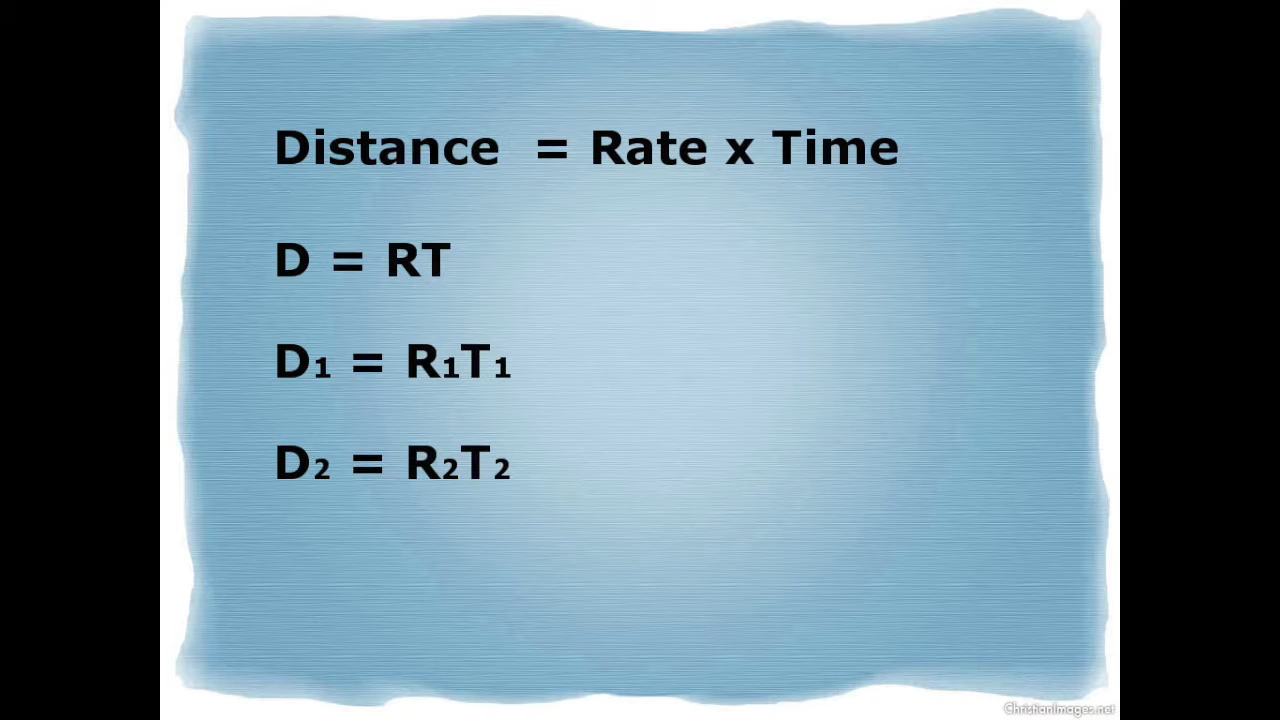 Distance = Rate x Time
D = RT
D₁ = R₁T₁
D₂ = R₂T₂
ChristianImages.net